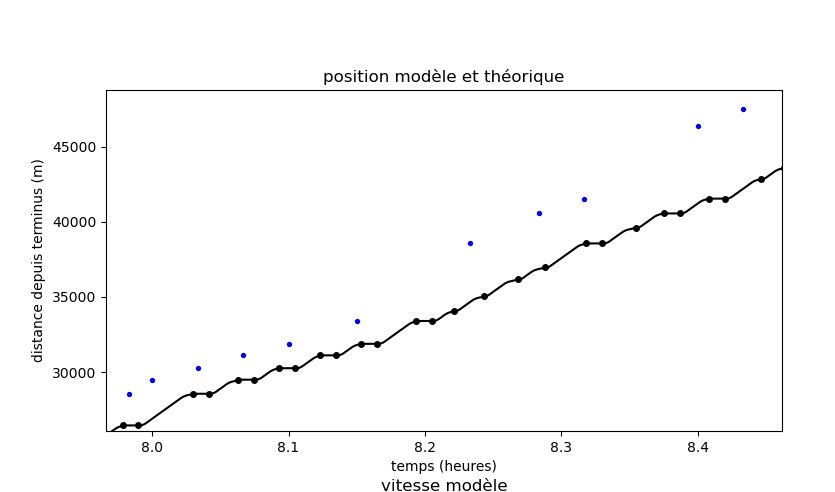 position modèle et théorique
45000
40000
35000
30000
distance depuis terminus (m)
8.0 8.1 8.2 8.3 8.4
temps (heures)
vitesse modèle